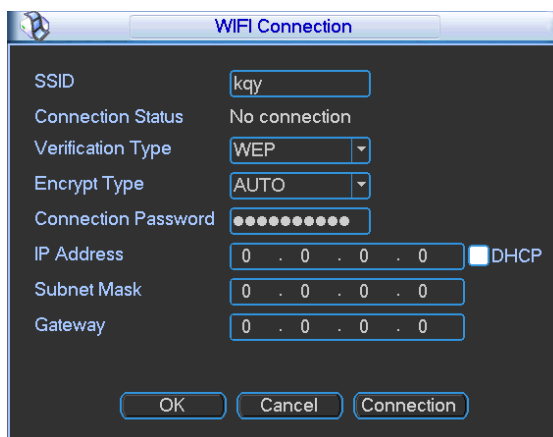 WIFI Connection
SSID kqy
Connection Status No connection
Verification Type WEP
Encrypt Type AUTO
Connection Password ●●●●●●●●●●
IP Address 0 . 0 . 0 . 0 DHCP
Subnet Mask 0 . 0 . 0 . 0
Gateway 0 . 0 . 0 . 0
OK Cancel Connection